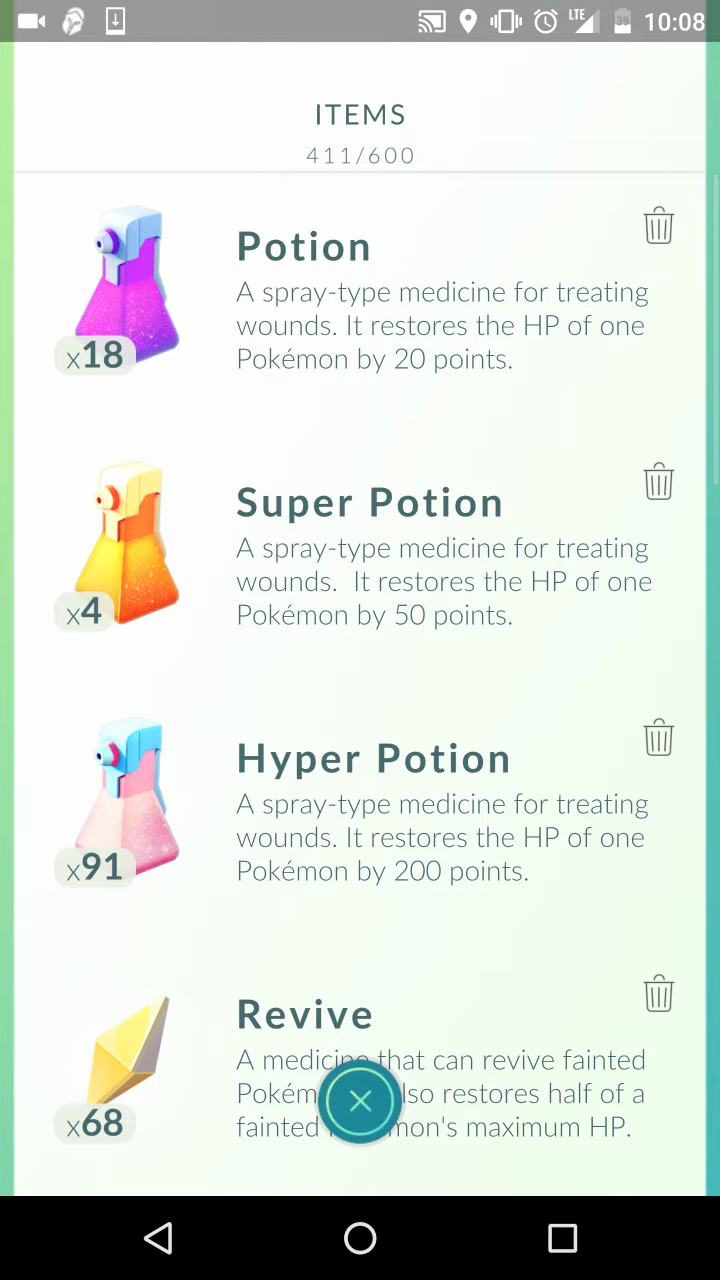 LTE 39 10:08
ITEMS
411/600
Potion
A spray-type medicine for treating
wounds. It restores the HP of one
Pokémon by 20 points.
x18
Super Potion
A spray-type medicine for treating
wounds.  It restores the HP of one
Pokémon by 50 points.
x4
Hyper Potion
A spray-type medicine for treating
wounds. It restores the HP of one
Pokémon by 200 points.
x91
Revive
A medicine that can revive fainted
Pokém lso restores half of a
fainted mon's maximum HP.
x68